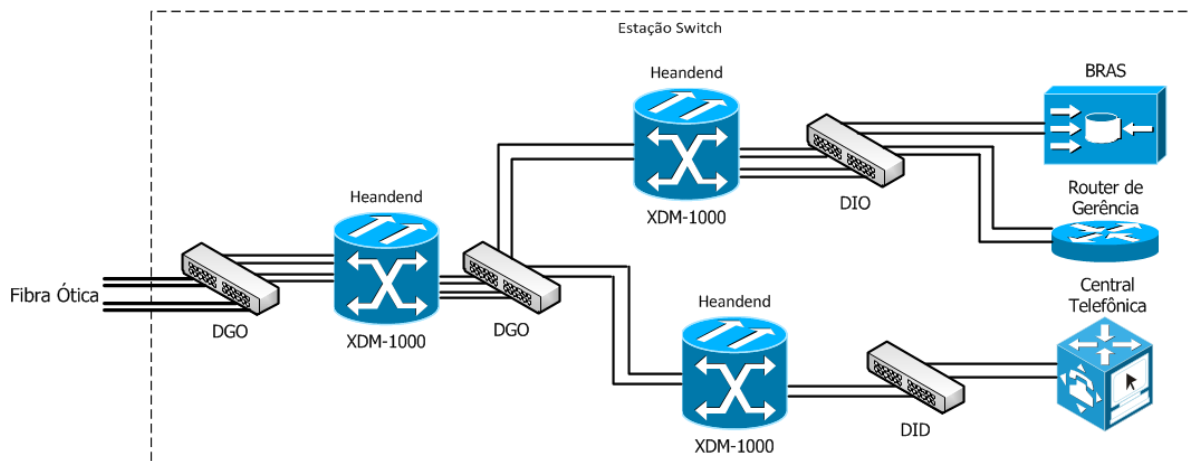 Estação Switch
Heandend
XDM-1000
BRAS
DIO
Router de
Gerência
Heandend
XDM-1000
Fibra Ótica
DGO
DGO
Heandend
XDM-1000
DID
Central
Telefônica